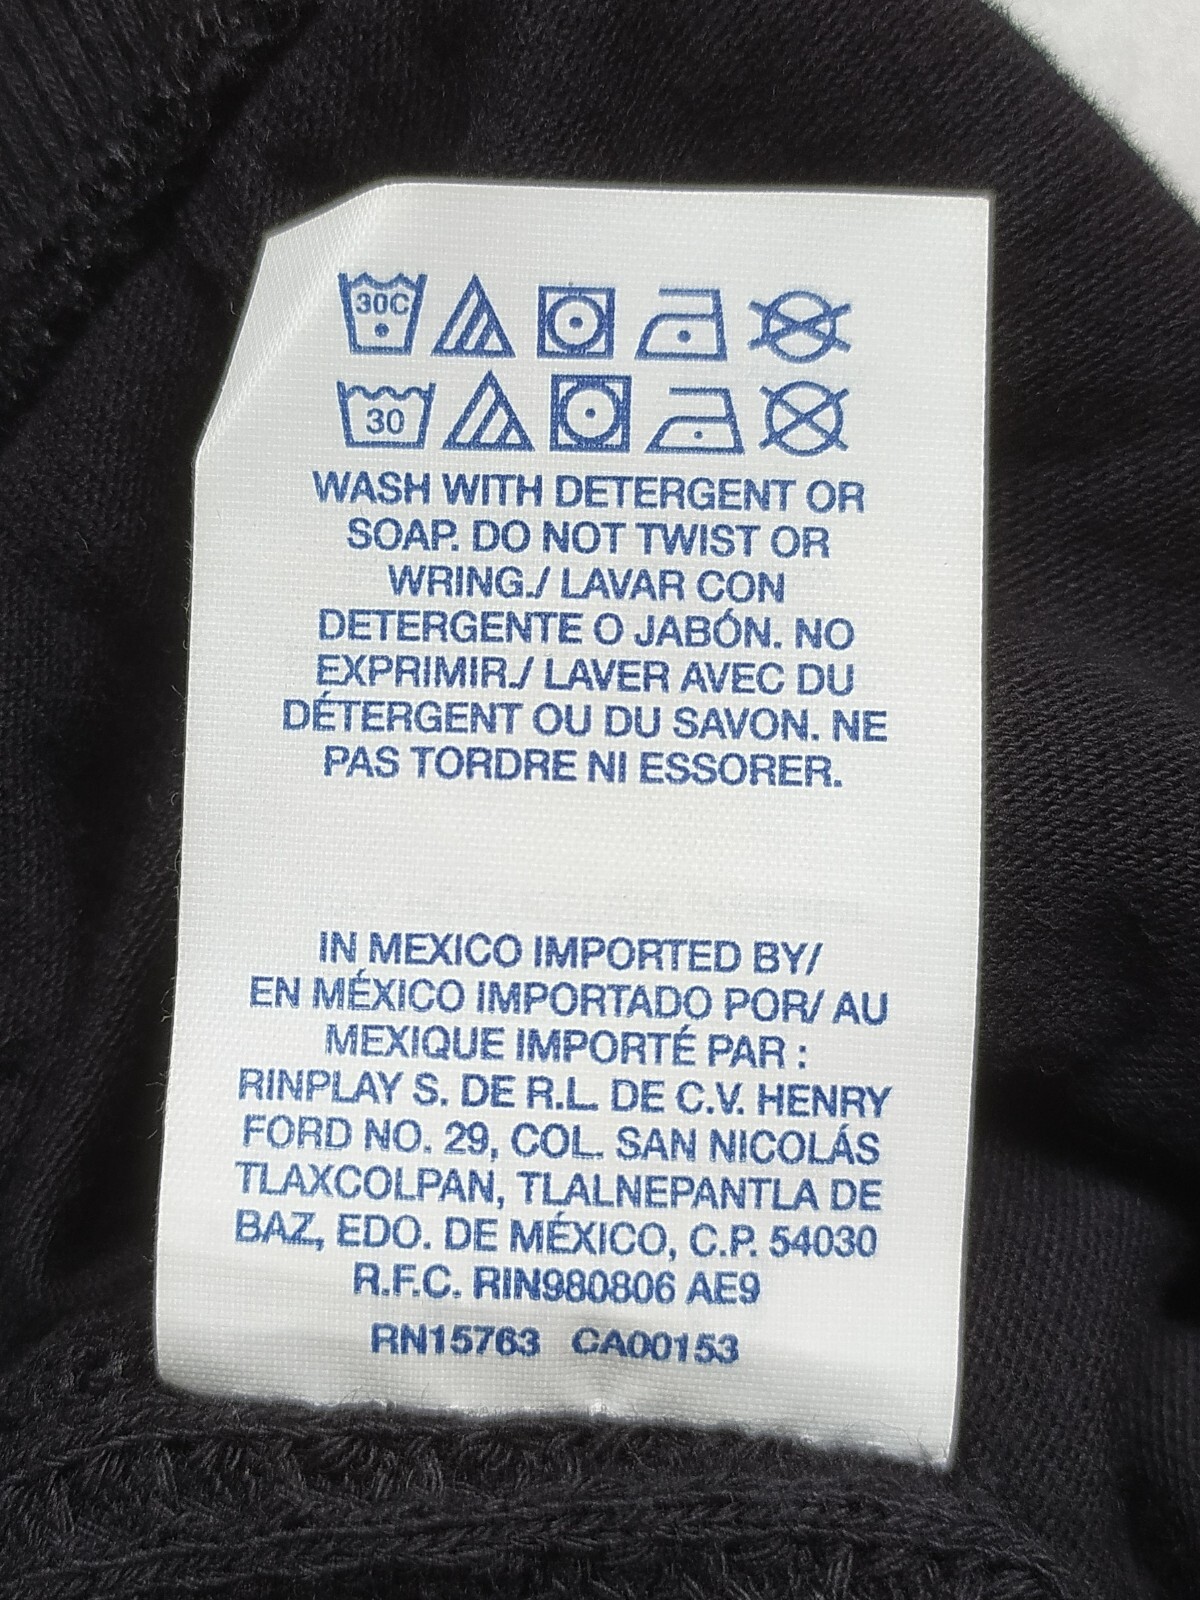 30C
30
WASH WITH DETERGENT OR
SOAP. DO NOT TWIST OR
WRING./ LAVAR CON
DETERGENTE O JABÓN. NO
EXPRIMIR./ LAVER AVEC DU
DÉTERGENT OU DU SAVON. NE
PAS TORDRE NI ESSORER.
IN MEXICO IMPORTED BY/
EN MÉXICO IMPORTADO POR/ AU
MEXIQUE IMPORTÉ PAR :
RINPLAY S. DE R.L. DE C.V. HENRY
FORD NO. 29, COL. SAN NICOLÁS
TLAXCOLPAN, TLALNEPANTLA DE
BAZ, EDO. DE MÉXICO, C.P. 54030
R.F.C. RIN980806 AE9
RN15763 CA00153